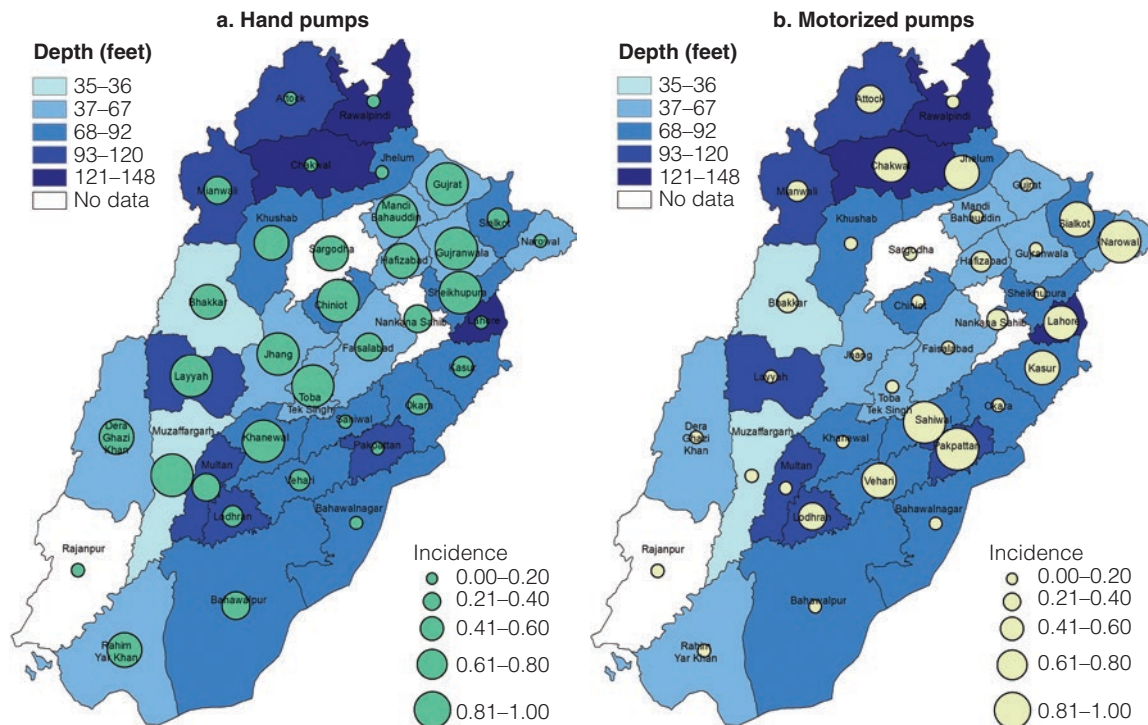 a. Hand pumps
Depth (feet)
35–36
37–67
68–92
93–120
121–148
No data
Attock
Rawalpindi
Chakwal
Jhelum
Mianwali
Gujrat
Khushab
Mandi
Bahauddin
Sialkot
Narowal
Sargodha
Hafizabad
Gujranwala
Sheikhupura
Bhakkar
Chiniot
Nankana Sahib
Lahore
Jhang
Faisalabad
Kasur
Layyah
Toba
Tek Singh
Okara
Sahiwal
Dera
Ghazi
Khan
Muzaffargarh
Khanewal
Pakpattan
Multan
Vehari
Lodhran
Bahawalnagar
Rajanpur
Bahawalpur
Rahim
Yar Khan
Incidence
0.00–0.20
0.21–0.40
0.41–0.60
0.61–0.80
0.81–1.00
b. Motorized pumps
Depth (feet)
35–36
37–67
68–92
93–120
121–148
No data
Attock
Rawalpindi
Chakwal
Jhelum
Mianwali
Gujrat
Khushab
Mandi
Bahauddin
Sialkot
Narowal
Sargodha
Hafizabad
Gujranwala
Sheikhupura
Bhakkar
Chiniot
Nankana Sahib
Lahore
Jhang
Faisalabad
Kasur
Layyah
Toba
Tek Singh
Okara
Sahiwal
Dera
Ghazi
Khan
Muzaffargarh
Khanewal
Pakpattan
Multan
Vehari
Lodhran
Bahawalnagar
Rajanpur
Bahawalpur
Rahim
Yar Khan
Incidence
0.00–0.20
0.21–0.40
0.41–0.60
0.61–0.80
0.81–1.00